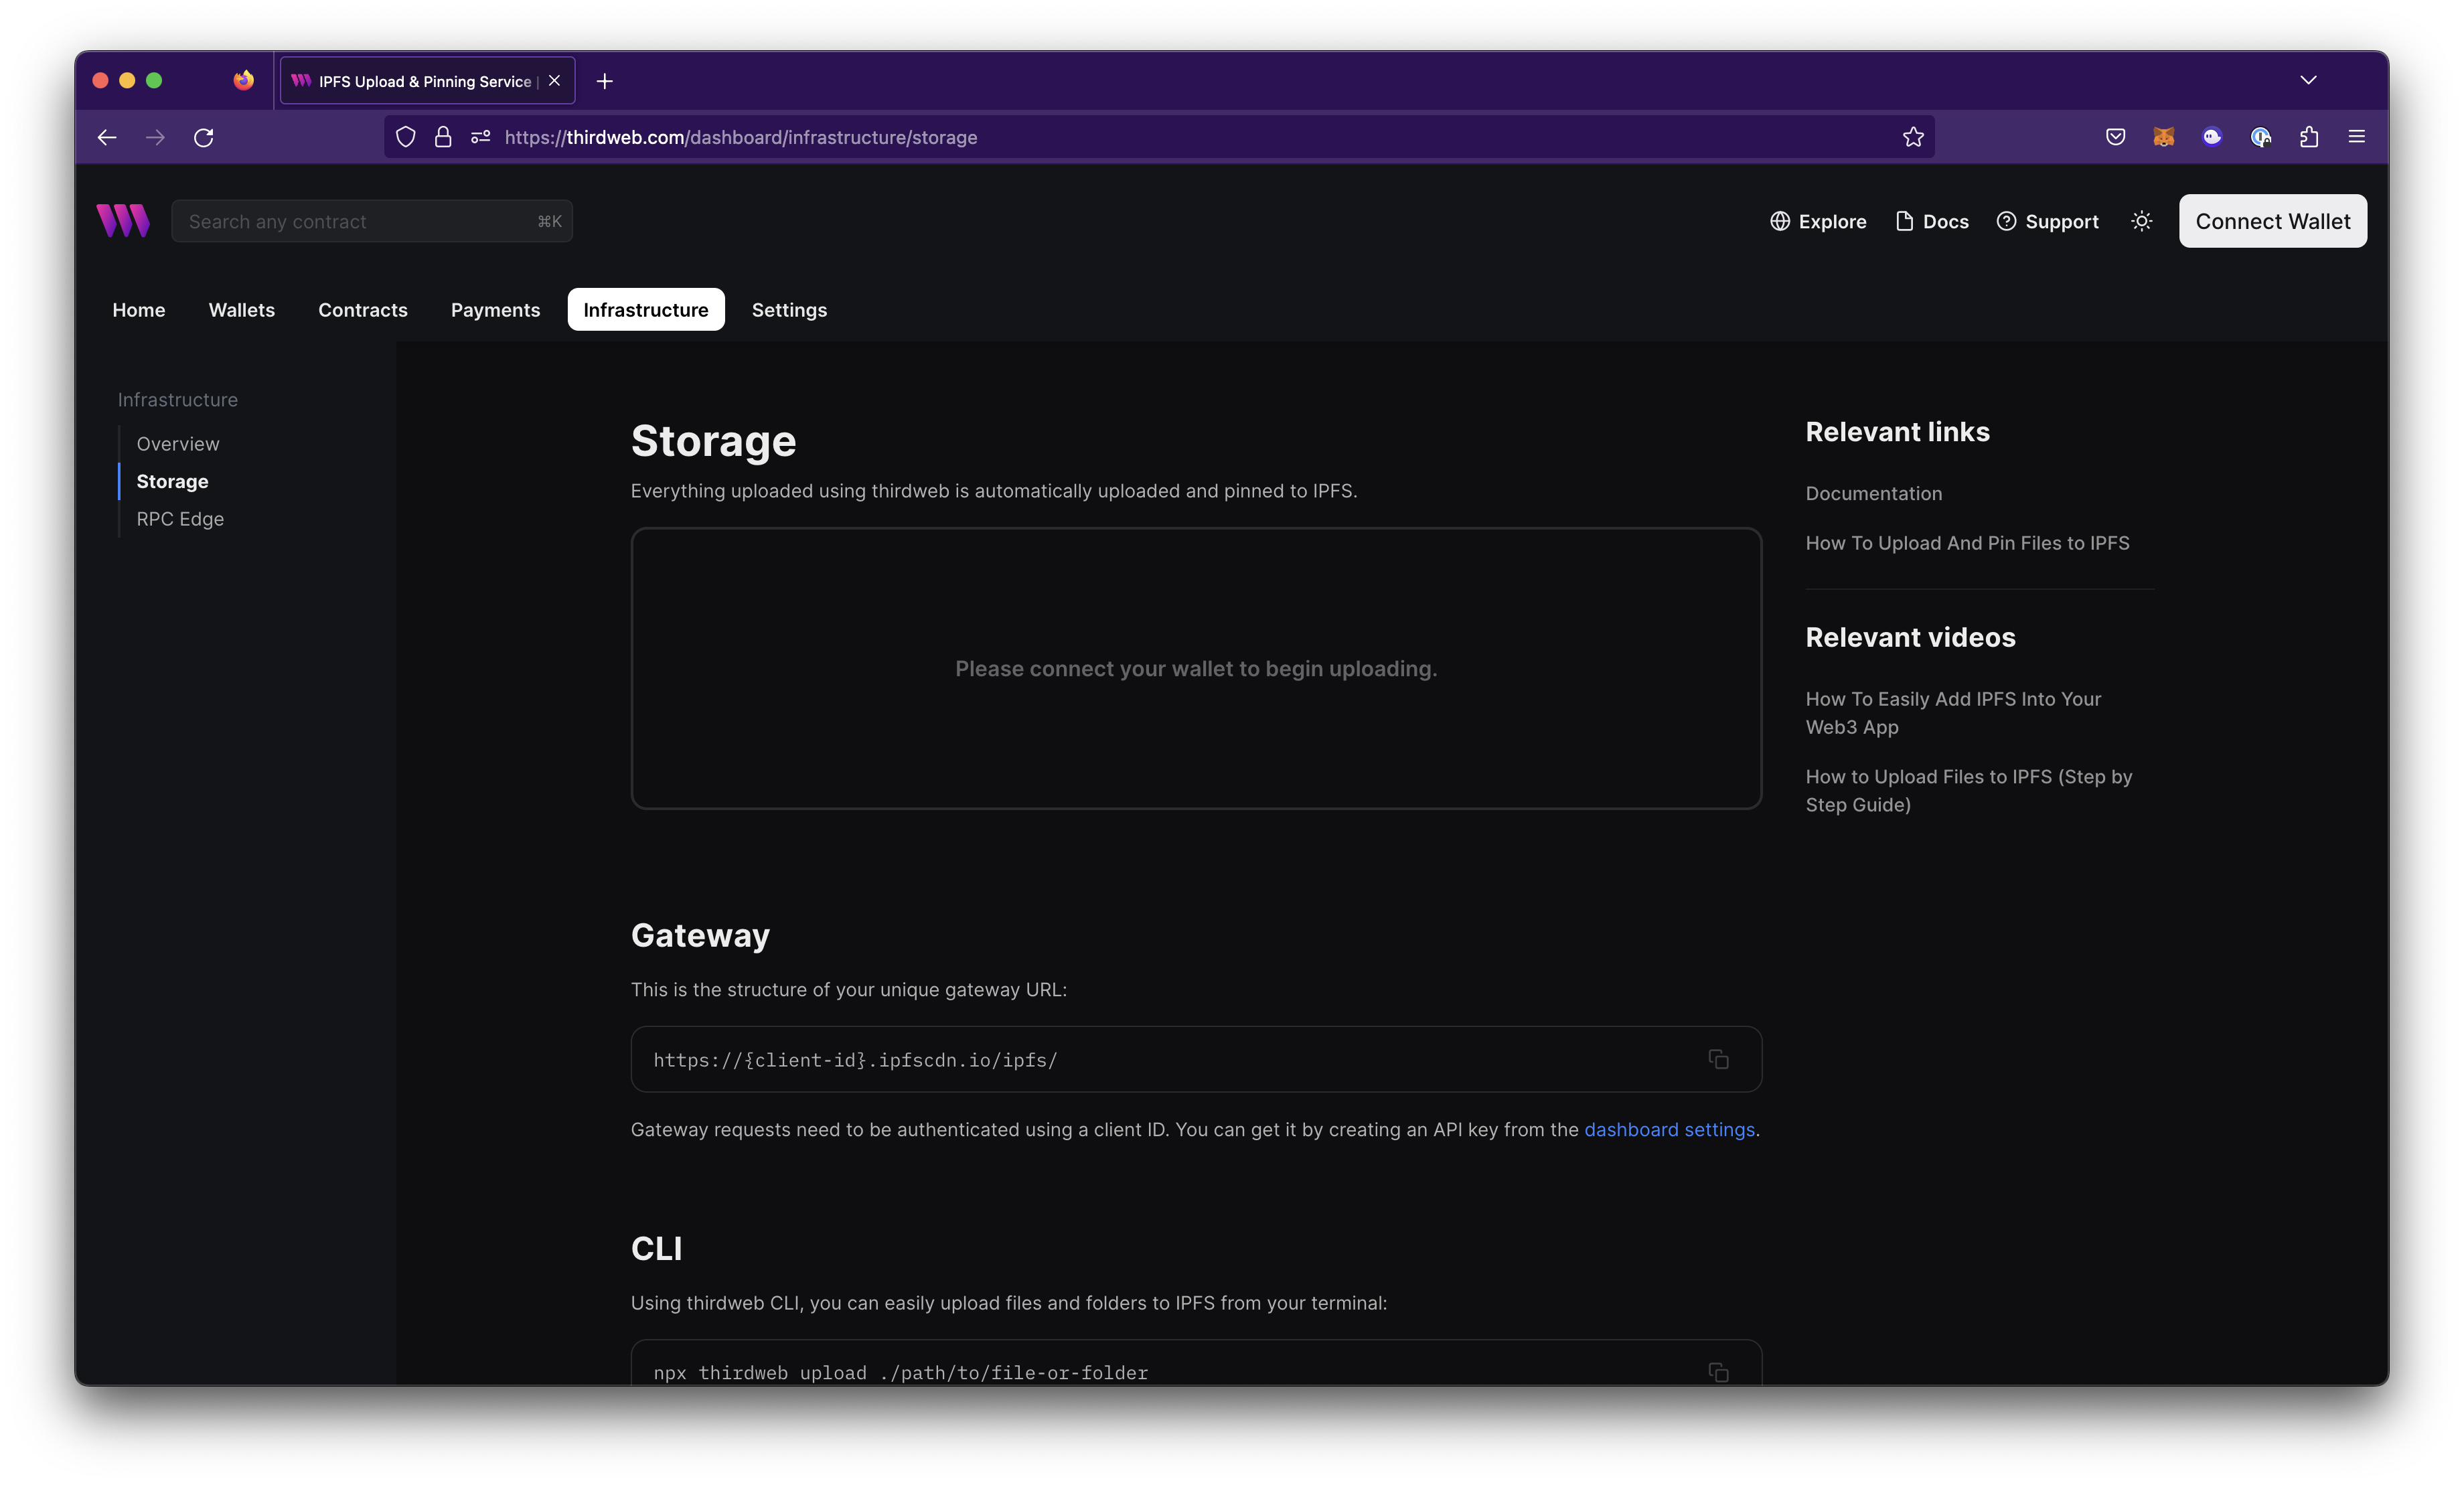 IPFS Upload & Pinning Service |
https://thirdweb.com/dashboard/infrastructure/storage
Search any contract ⌘K
Explore
Docs
Support
Connect Wallet
Home
Wallets
Contracts
Payments
Infrastructure
Settings
Infrastructure
Overview
Storage
RPC Edge
Storage
Everything uploaded using thirdweb is automatically uploaded and pinned to IPFS.
Please connect your wallet to begin uploading.
Gateway
This is the structure of your unique gateway URL:
https://{client-id}.ipfscdn.io/ipfs/
Gateway requests need to be authenticated using a client ID. You can get it by creating an API key from the dashboard settings.
CLI
Using thirdweb CLI, you can easily upload files and folders to IPFS from your terminal:
npx thirdweb upload ./path/to/file-or-folder
Relevant links
Documentation
How To Upload And Pin Files to IPFS
Relevant videos
How To Easily Add IPFS Into Your
Web3 App
How to Upload Files to IPFS (Step by
Step Guide)